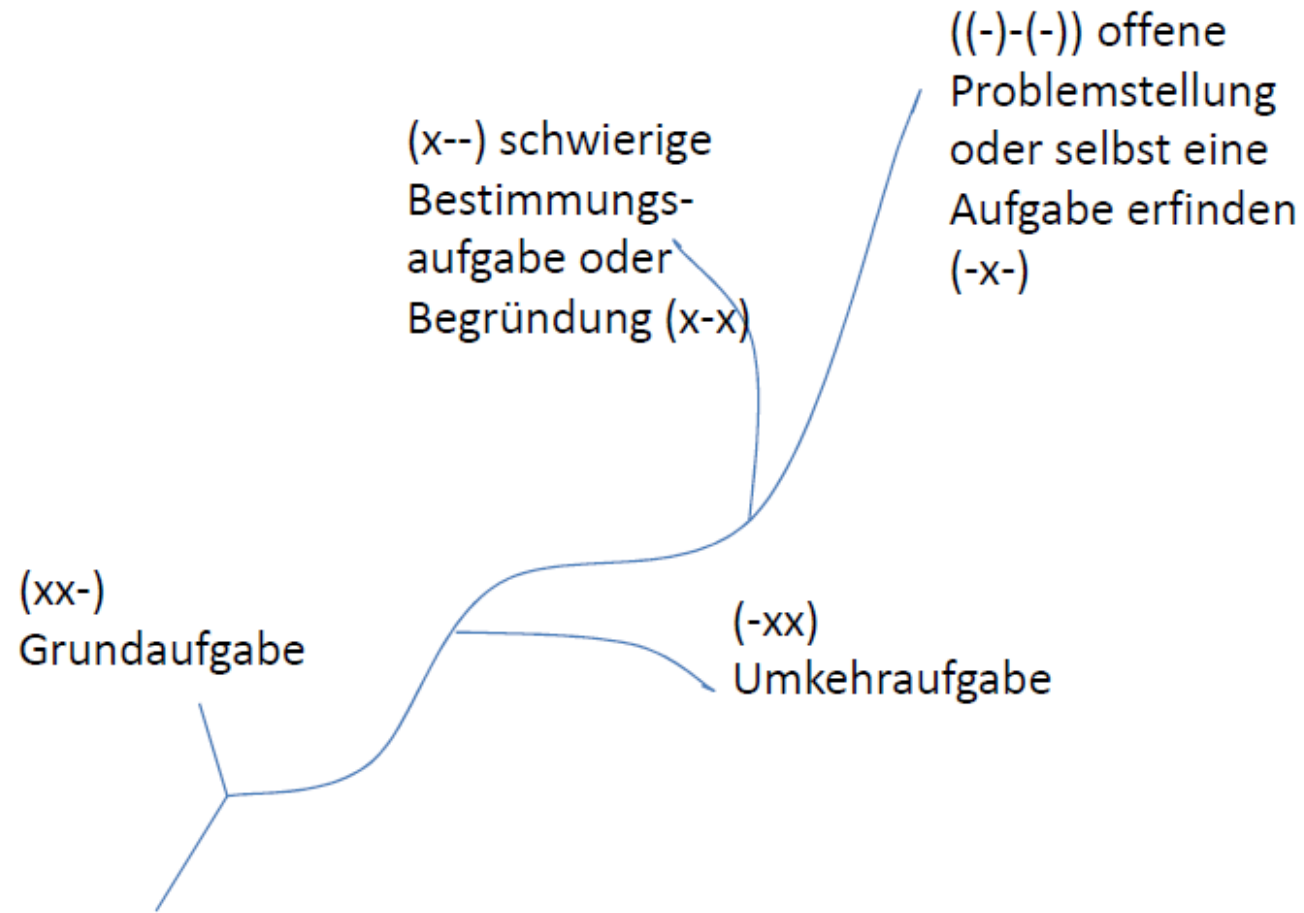 ((-)-(-)) offene
Problemstellung
oder selbst eine
Aufgabe erfinden
(-x-)
(x--) schwierige
Bestimmungs-
aufgabe oder
Begründung (x-x)
(xx-)
Grundaufgabe
(-xx)
Umkehraufgabe